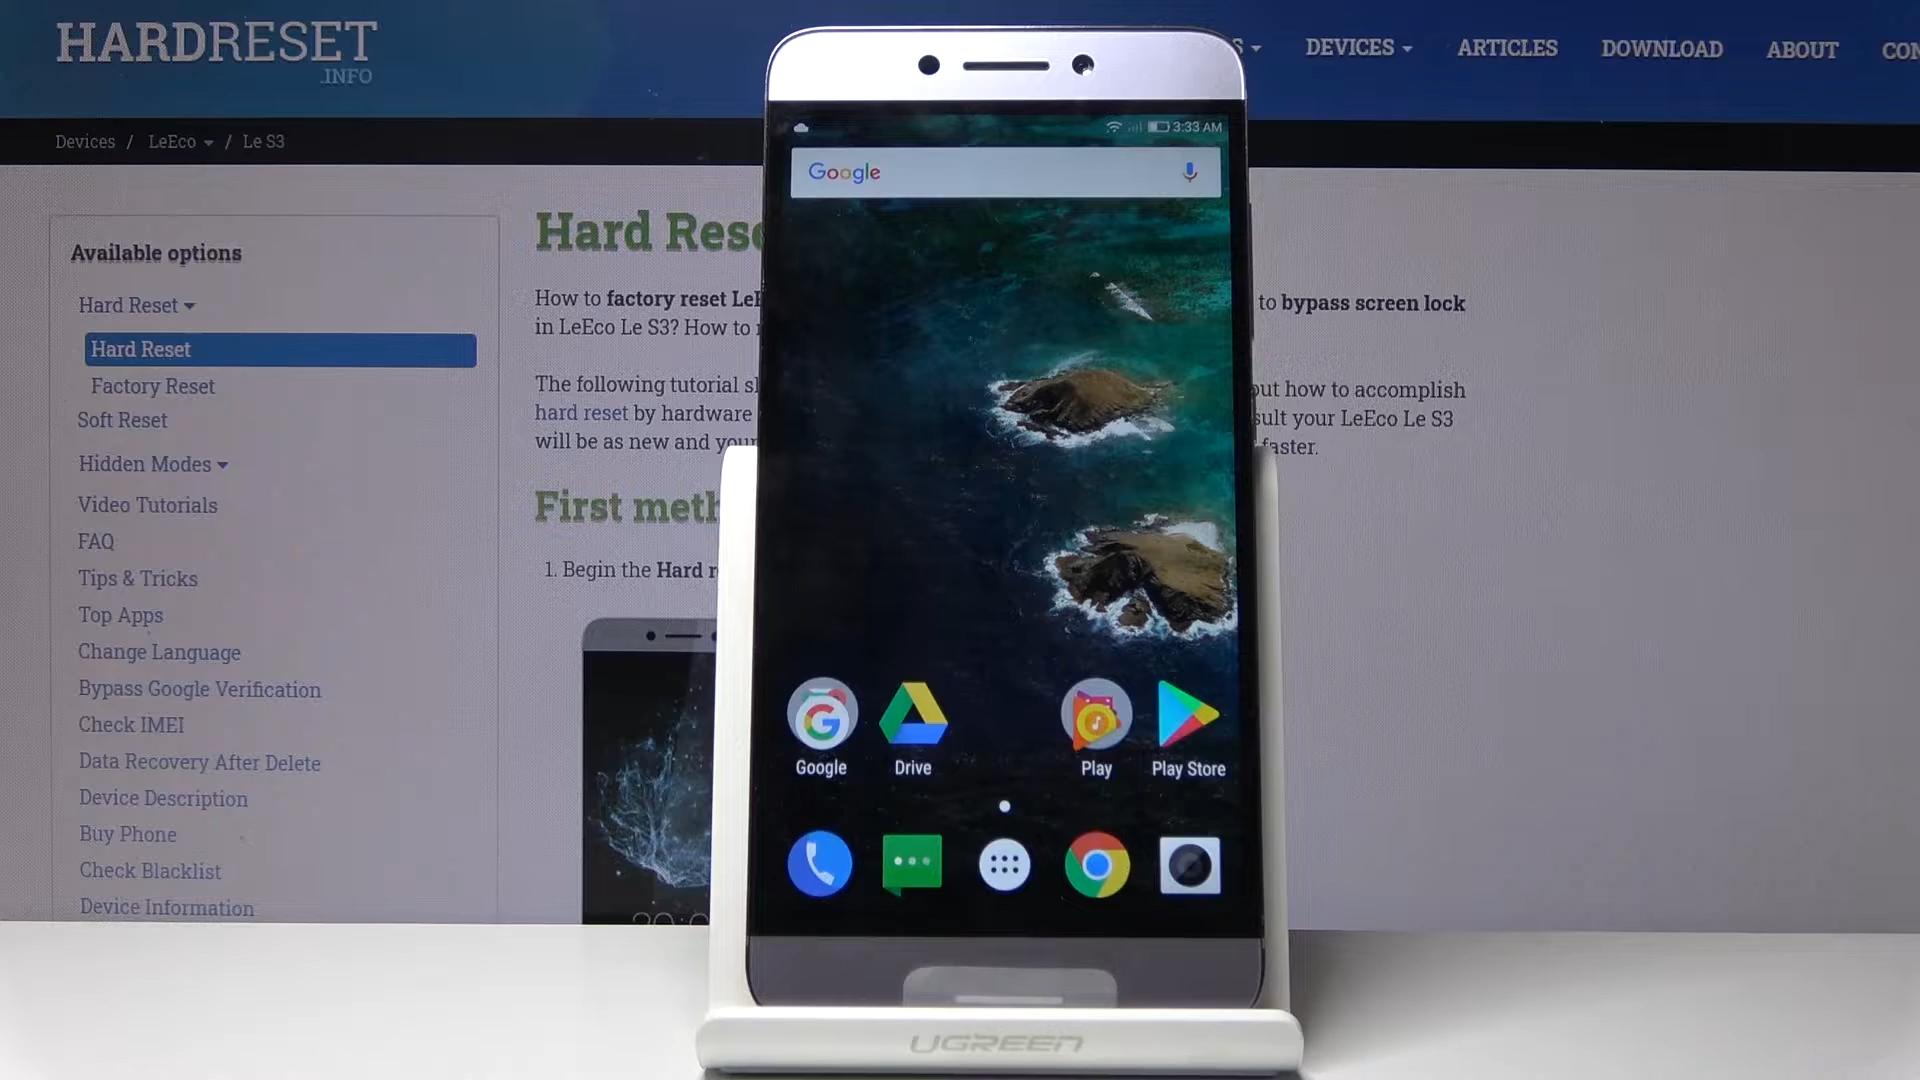 HARDRESET
.INFO
DEVICES
ARTICLES
DOWNLOAD
ABOUT
Devices / LeEco / Le S3
Available options
Hard Reset
Hard Reset
Factory Reset
Soft Reset
Hidden Modes
Video Tutorials
FAQ
Tips & Tricks
Top Apps
Change Language
Bypass Google Verification
Check IMEI
Data Recovery After Delete
Device Description
Buy Phone
Check Blacklist
Device Information
Hard Rese
How to factory reset LeE
in LeEco Le S3? How to
The following tutorial sl
hard reset by hardware
will be as new and your
First meth
1. Begin the Hard r
to bypass screen lock
out how to accomplish
sult your LeEco Le S3
faster.
3:33 AM
Google
Google
Drive
Play
Play Store
UGREEN